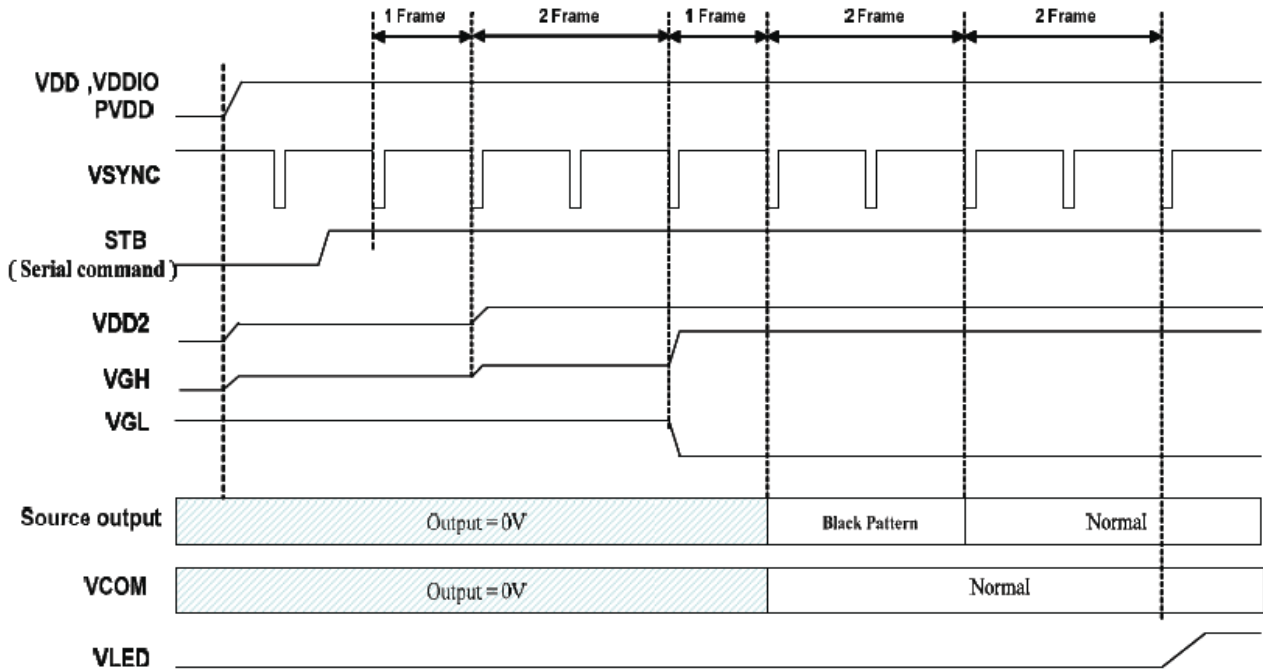 1 Frame 2 Frame 1 Frame 2 Frame 2 Frame
VDD ,VDDIO
PVDD
VSYNC
STB
( Serial command )
VDD2
VGH
VGL
Source output Output = 0V Black Pattern Normal
VCOM Output = 0V Normal
VLED